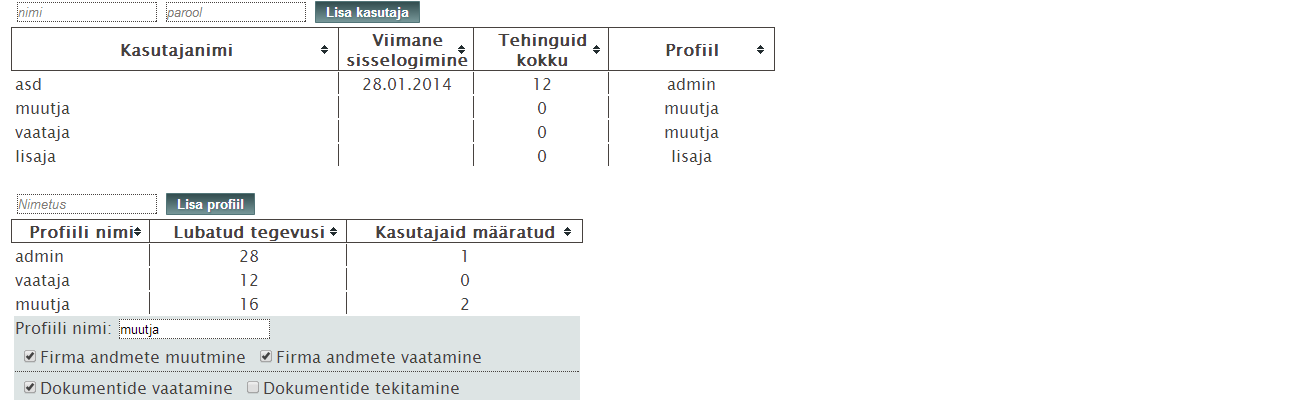 nimi parool Lisa kasutaja
Kasutajanimi Viimane sisselogimine Tehinguid kokku Profiil
asd 28.01.2014 12 admin
muutja 0 muutja
vaataja 0 muutja
lisaja 0 lisaja
Nimetus Lisa profiil
Profiili nimi Lubatud tegevusi Kasutajaid määratud
admin 28 1
vaataja 12 0
muutja 16 2
Profiili nimi: muutja
Firma andmete muutmine Firma andmete vaatamine
Dokumentide vaatamine Dokumentide tekitamine